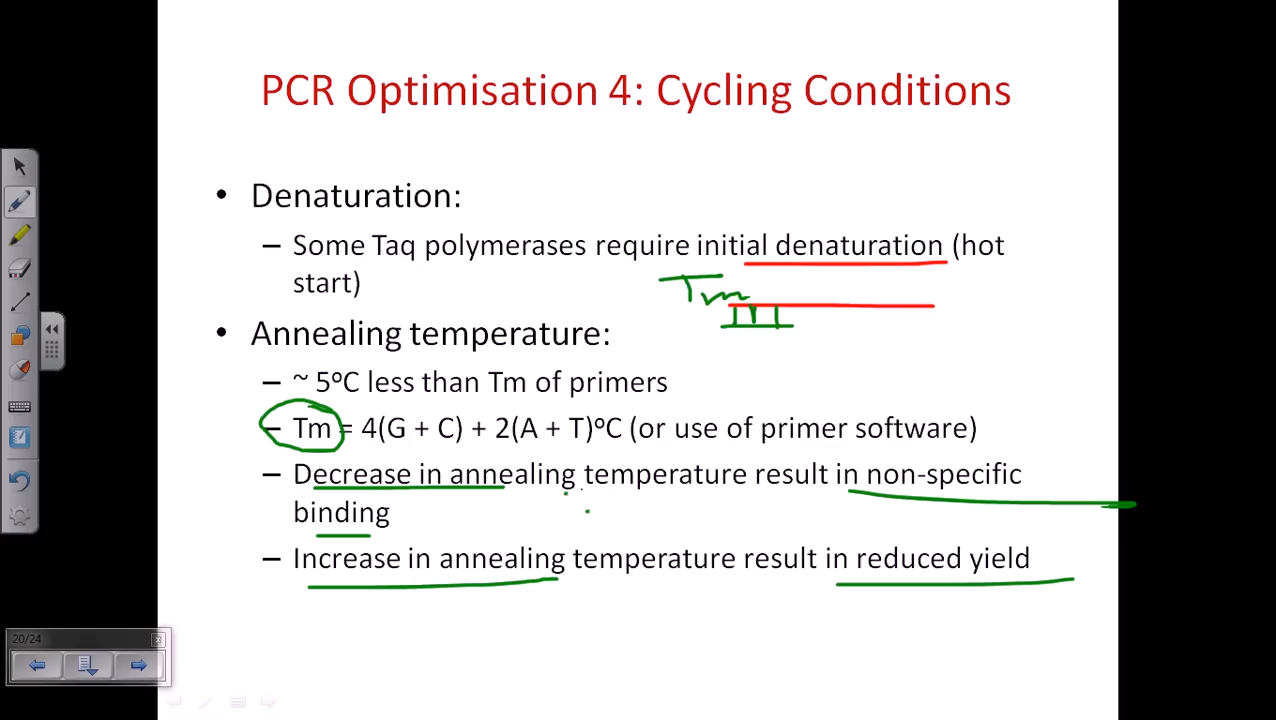 PCR Optimisation 4: Cycling Conditions
• Denaturation:
– Some Taq polymerases require initial denaturation (hot
start)
Tm
• Annealing temperature:
– ~ 5°C less than Tm of primers
– Tm = 4(G + C) + 2(A + T)°C (or use of primer software)
– Decrease in annealing temperature result in non-specific
binding
– Increase in annealing temperature result in reduced yield
20/24